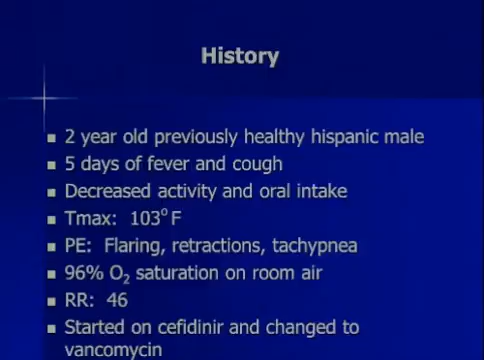 History
2 year old previously healthy hispanic male
5 days of fever and cough
Decreased activity and oral intake
Tmax: 103° F
PE: Flaring, retractions, tachypnea
96% O₂ saturation on room air
RR: 46
Started on cefidinir and changed to
vancomycin